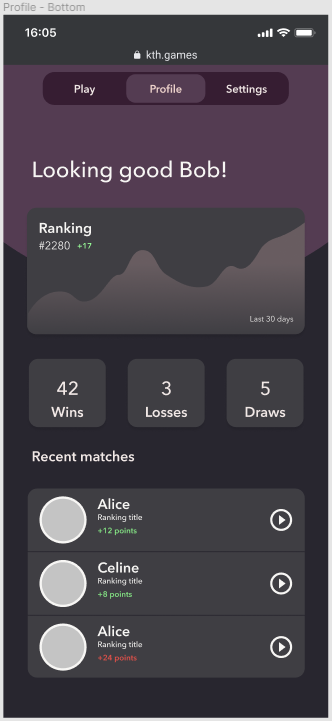 Profile - Bottom
16:05
kth.games
Play Profile Settings
Looking good Bob!
Ranking
#2280 +17
Last 30 days
42 3 5
Wins Losses Draws
Recent matches
Alice
Ranking title
+12 points
Celine
Ranking title
+8 points
Alice
Ranking title
+24 points